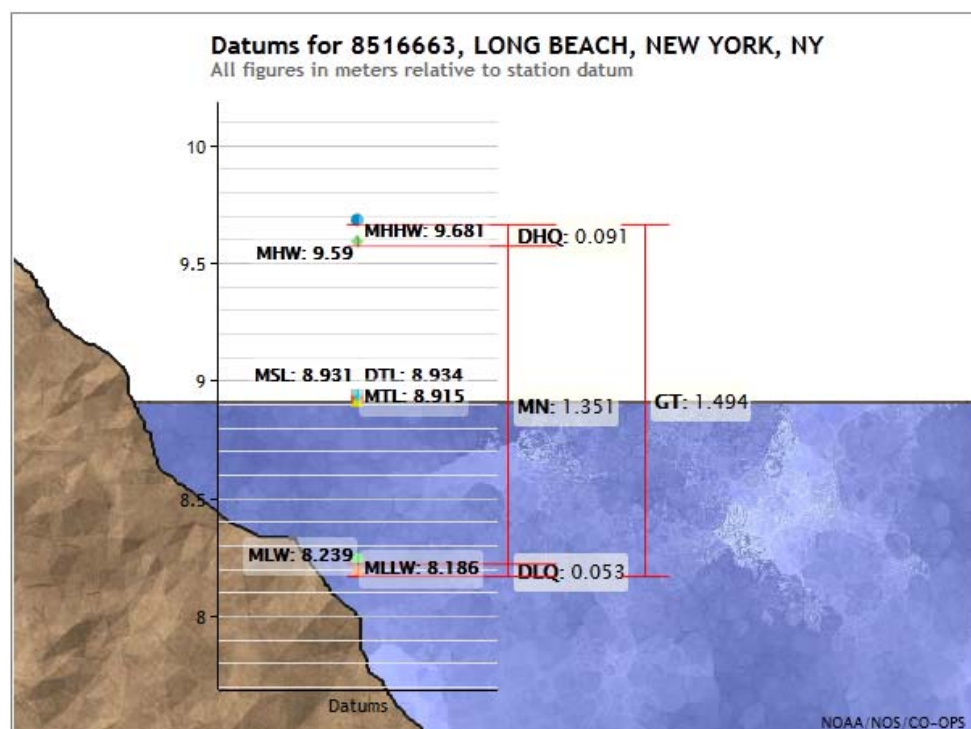 Datums for 8516663, LONG BEACH, NEW YORK, NY
All figures in meters relative to station datum
10
MHHW: 9.681
DHQ: 0.091
MHW: 9.59
9.5
MSL: 8.931 DTL: 8.934
9
MTL: 8.915
MN: 1.351
GT: 1.494
8.5
MLW: 8.239
MLLW: 8.186
DLQ: 0.053
8
Datums
NOAA/NOS/CO-OPS